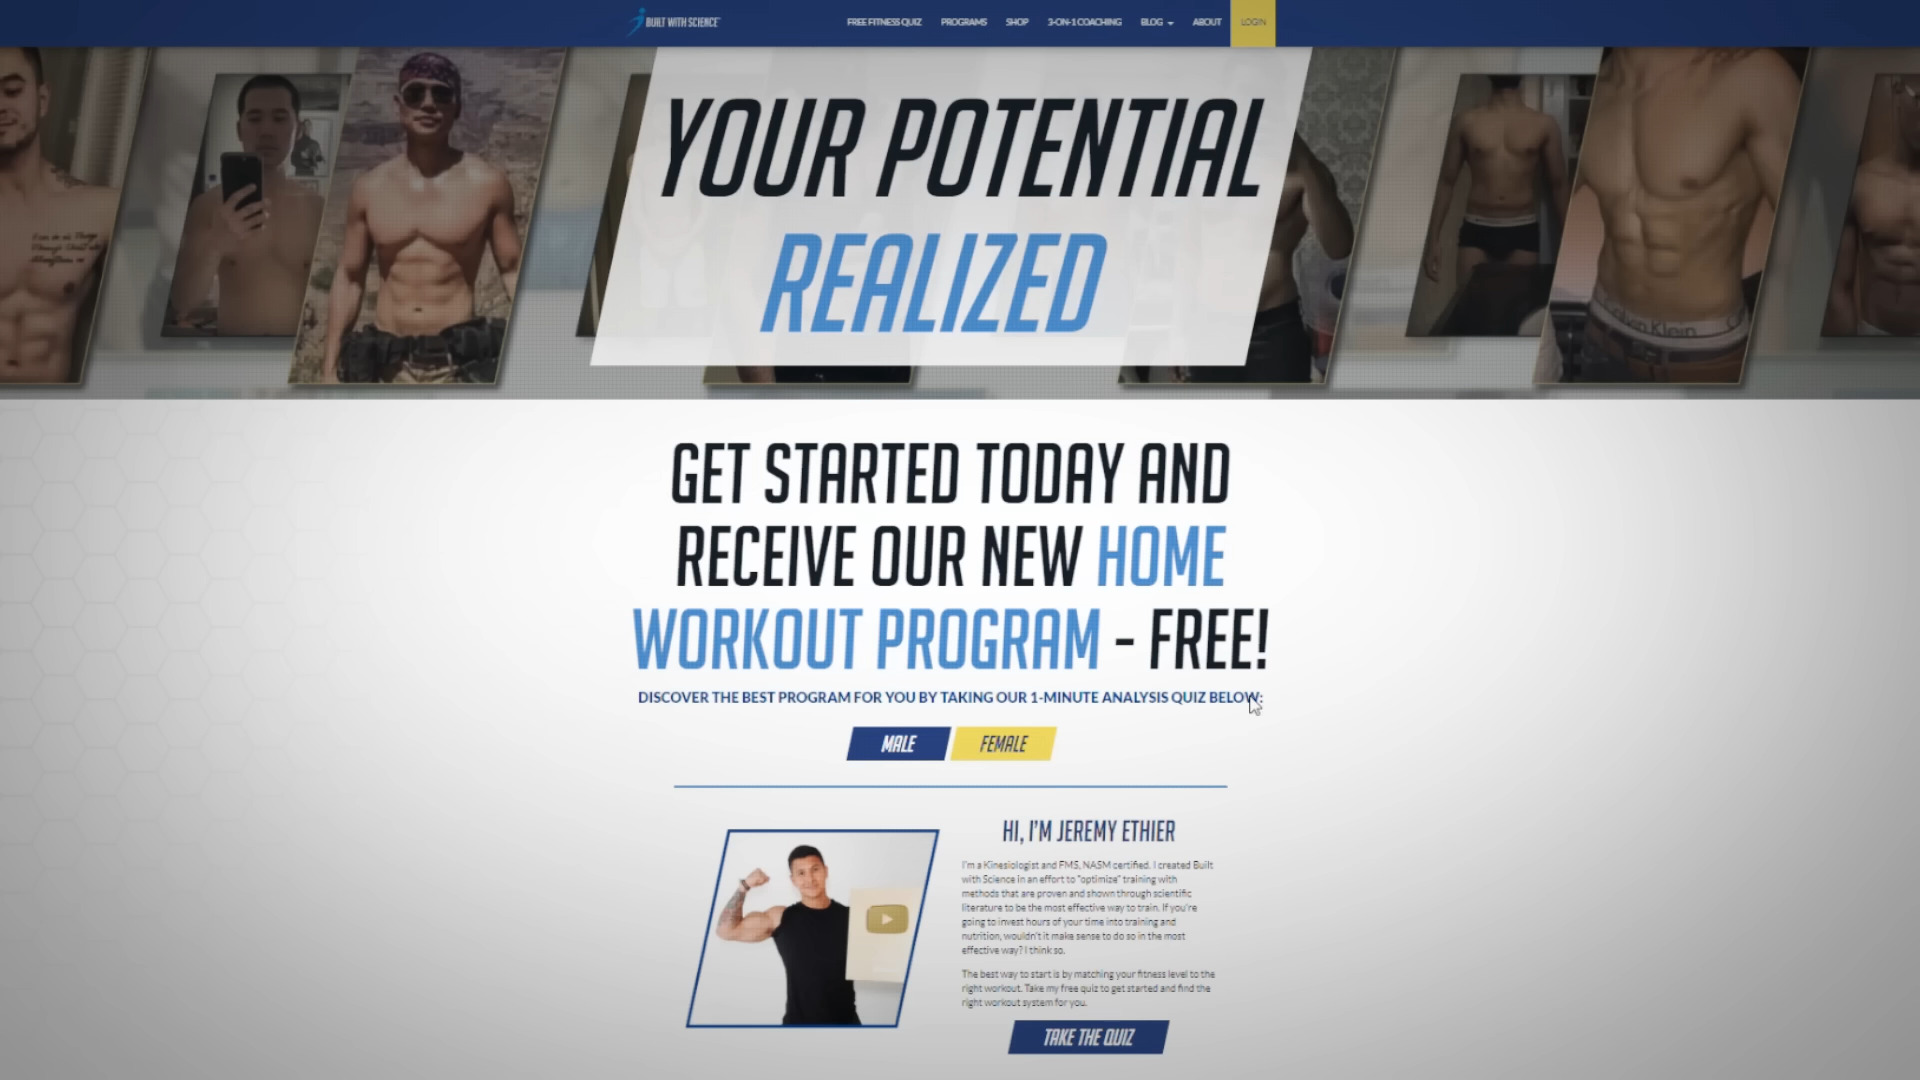 BUILT WITH SCIENCE
FREE FITNESS QUIZ PROGRAMS SHOP 3-ON-1 COACHING BLOG ABOUT LOGIN
YOUR POTENTIAL
REALIZED
Calvin Klein
GET STARTED TODAY AND
RECEIVE OUR NEW HOME
WORKOUT PROGRAM - FREE!
DISCOVER THE BEST PROGRAM FOR YOU BY TAKING OUR 1-MINUTE ANALYSIS QUIZ BELOW:
MALE FEMALE
HI, I'M JEREMY ETHIER
I'm a Kinesiologist and FMS, NASM certified. I created Built
with Science in an effort to "optimize" training with
methods that are proven and shown through scientific
literature to be the most effective way to train. If you're
going to invest hours of your time into training and
nutrition, wouldn't it make sense to do so in the most
effective way? I think so.
The best way to start is by matching your fitness level to the
right workout. Take my free quiz to get started and find the
right workout system for you.
TAKE THE QUIZ